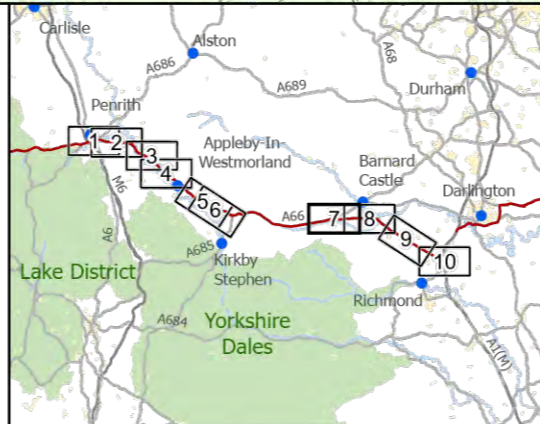 Carlisle
Alston
A68
A686
A689
Durham
Penrith
1
2
3
4
5
6
Appleby-In
Westmorland
Barnard
Castle
Darlington
M6
A6
A66
7
8
9
10
A685
Kirkby
Stephen
Lake District
Richmond
A684
Yorkshire
Dales
A1(M)